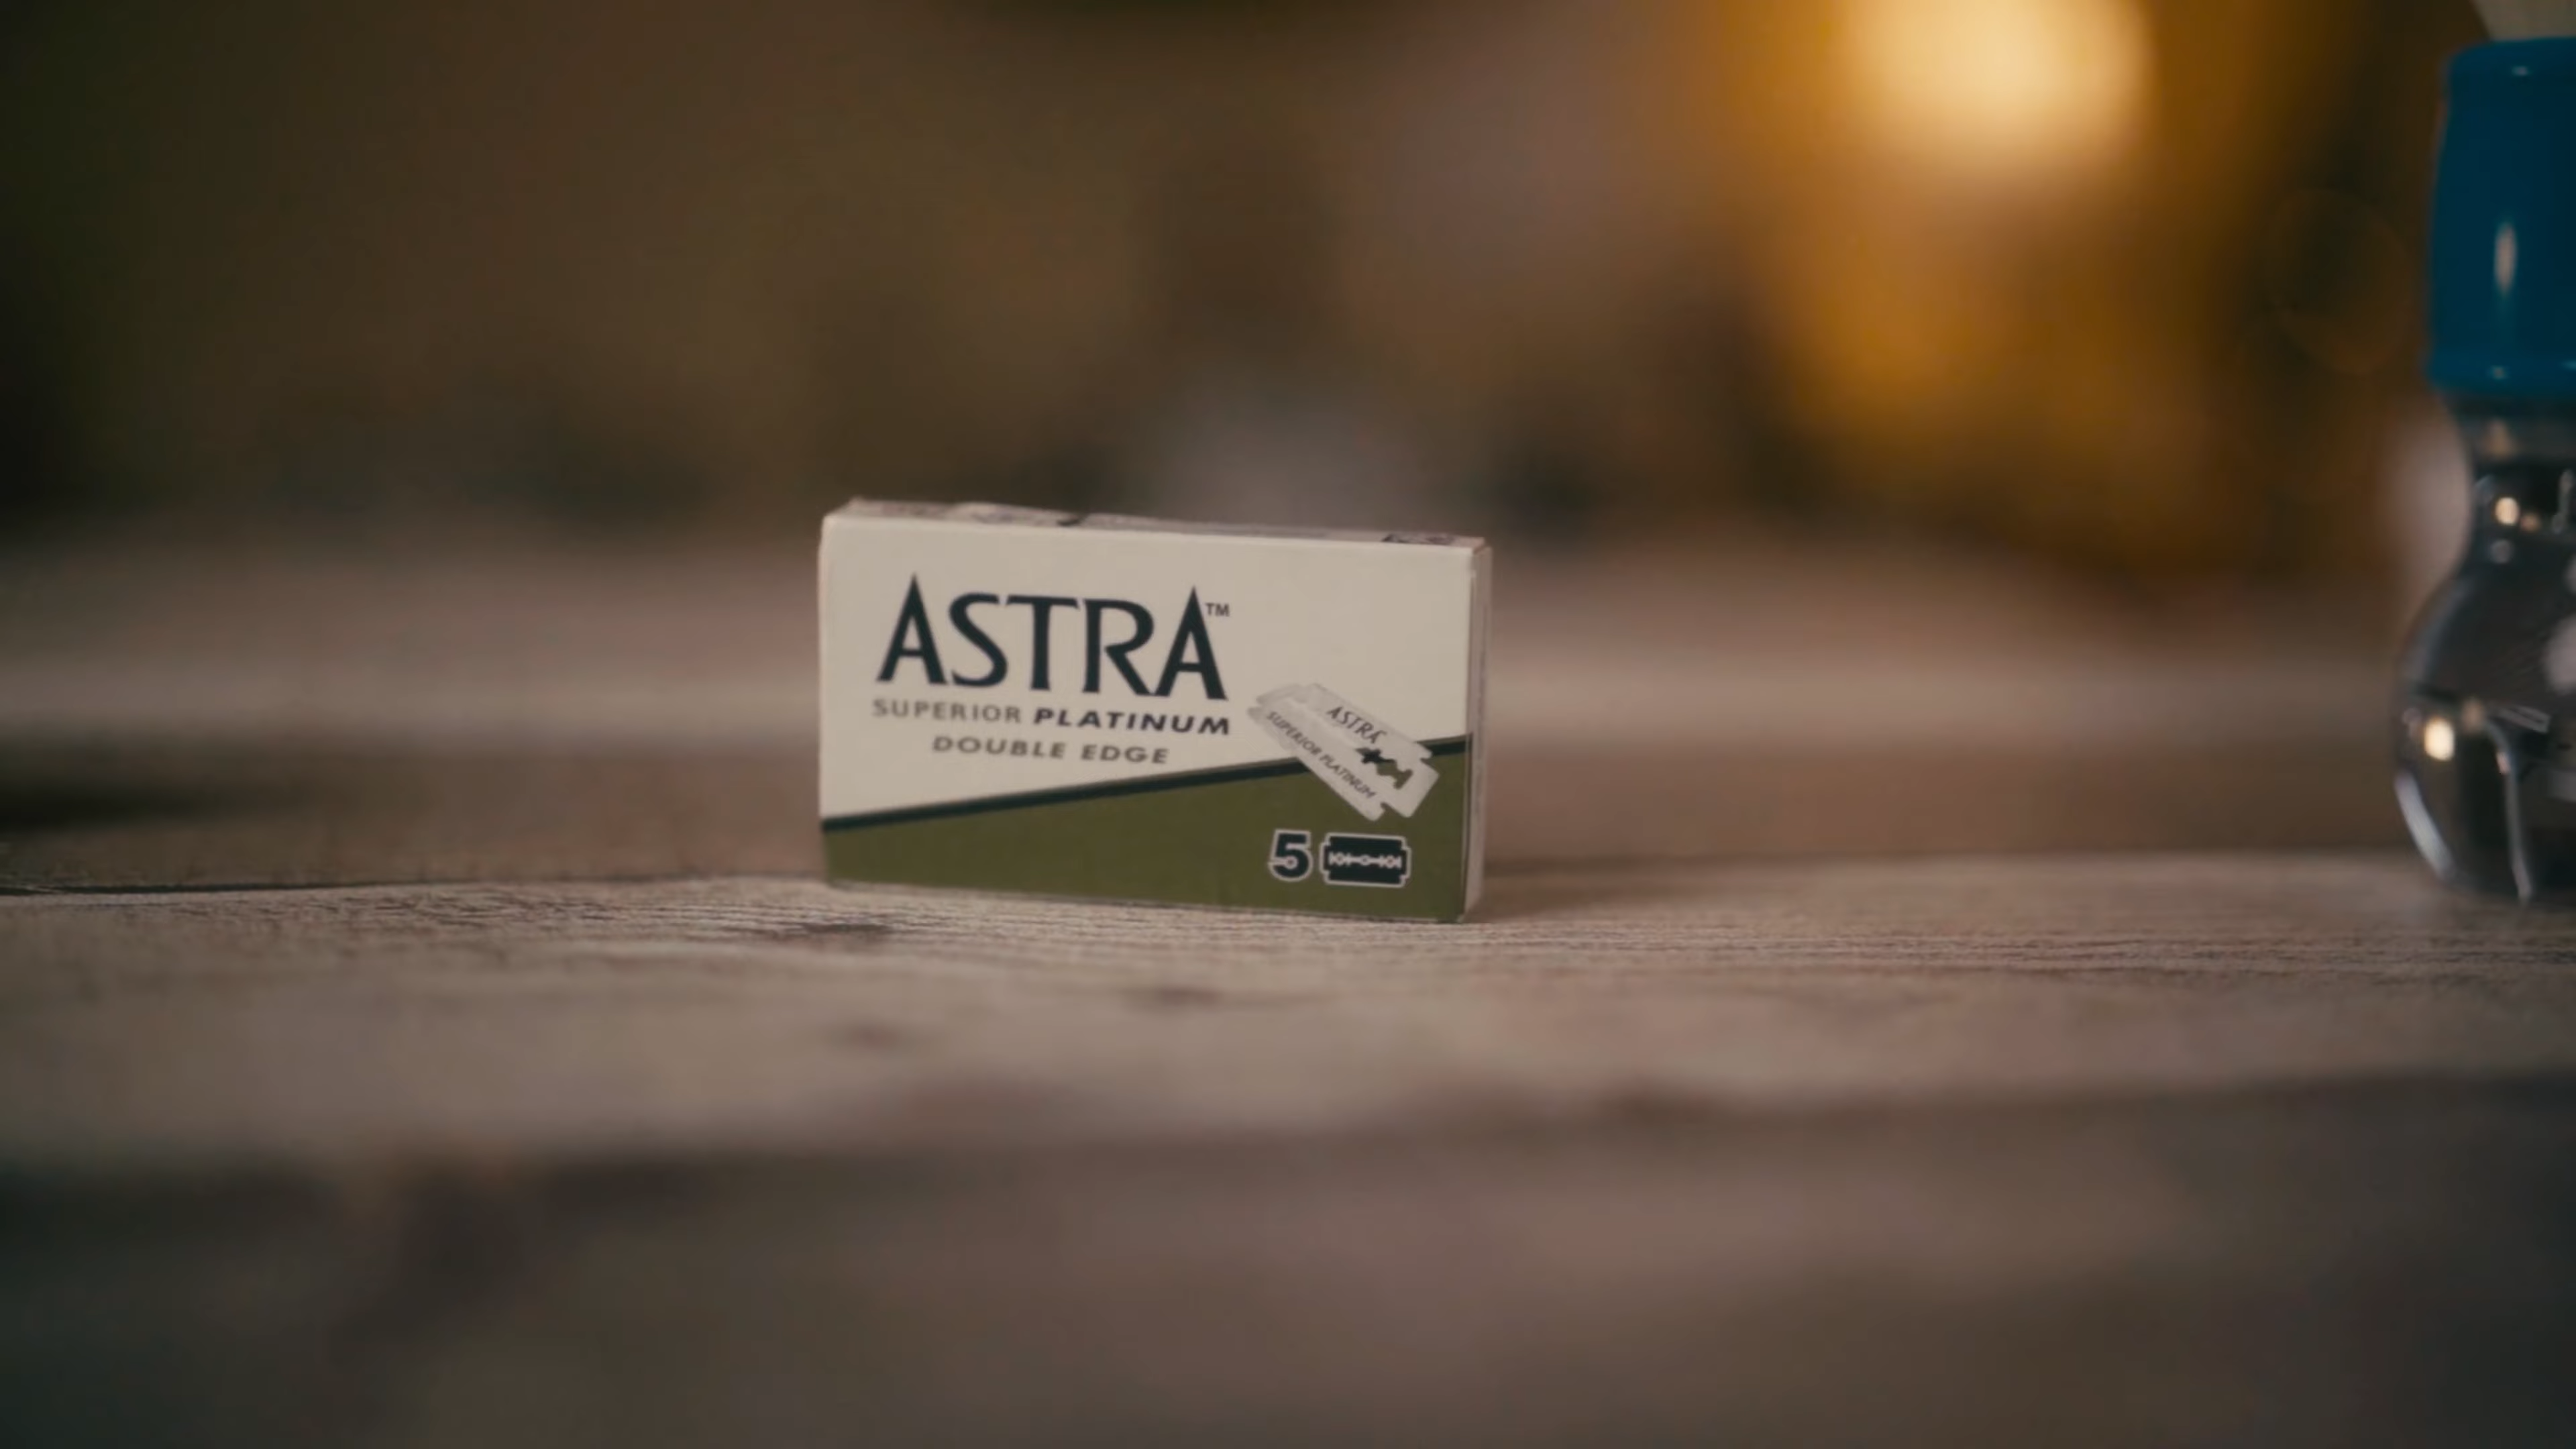 ASTRA™
SUPERIOR PLATINUM
DOUBLE EDGE
ASTRA
SUPERIOR PLATINUM
5